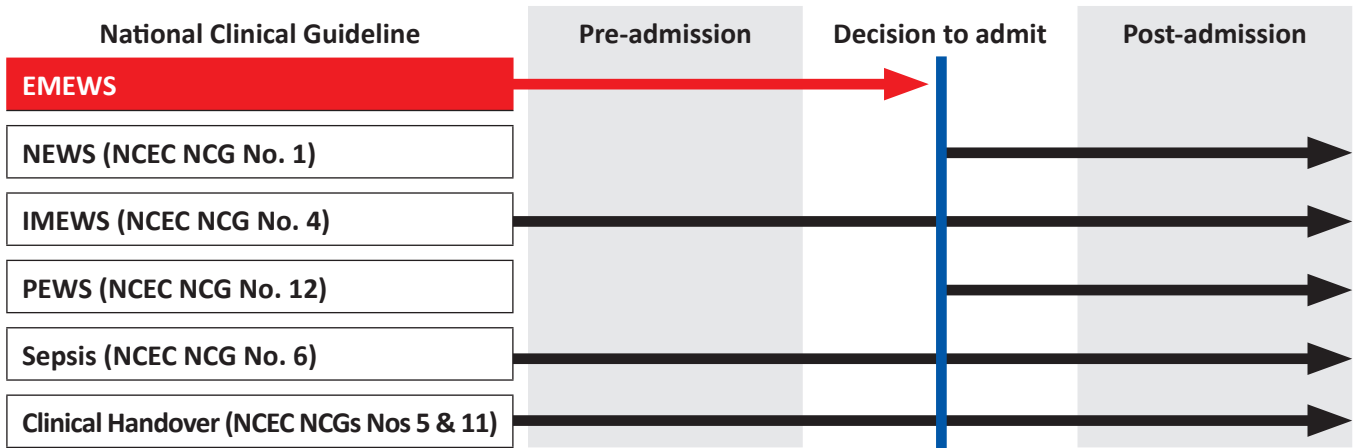 National Clinical Guideline Pre-admission Decision to admit Post-admission
EMEWS
NEWS (NCEC NCG No. 1)
IMEWS (NCEC NCG No. 4)
PEWS (NCEC NCG No. 12)
Sepsis (NCEC NCG No. 6)
Clinical Handover (NCEC NCGs Nos 5 & 11)